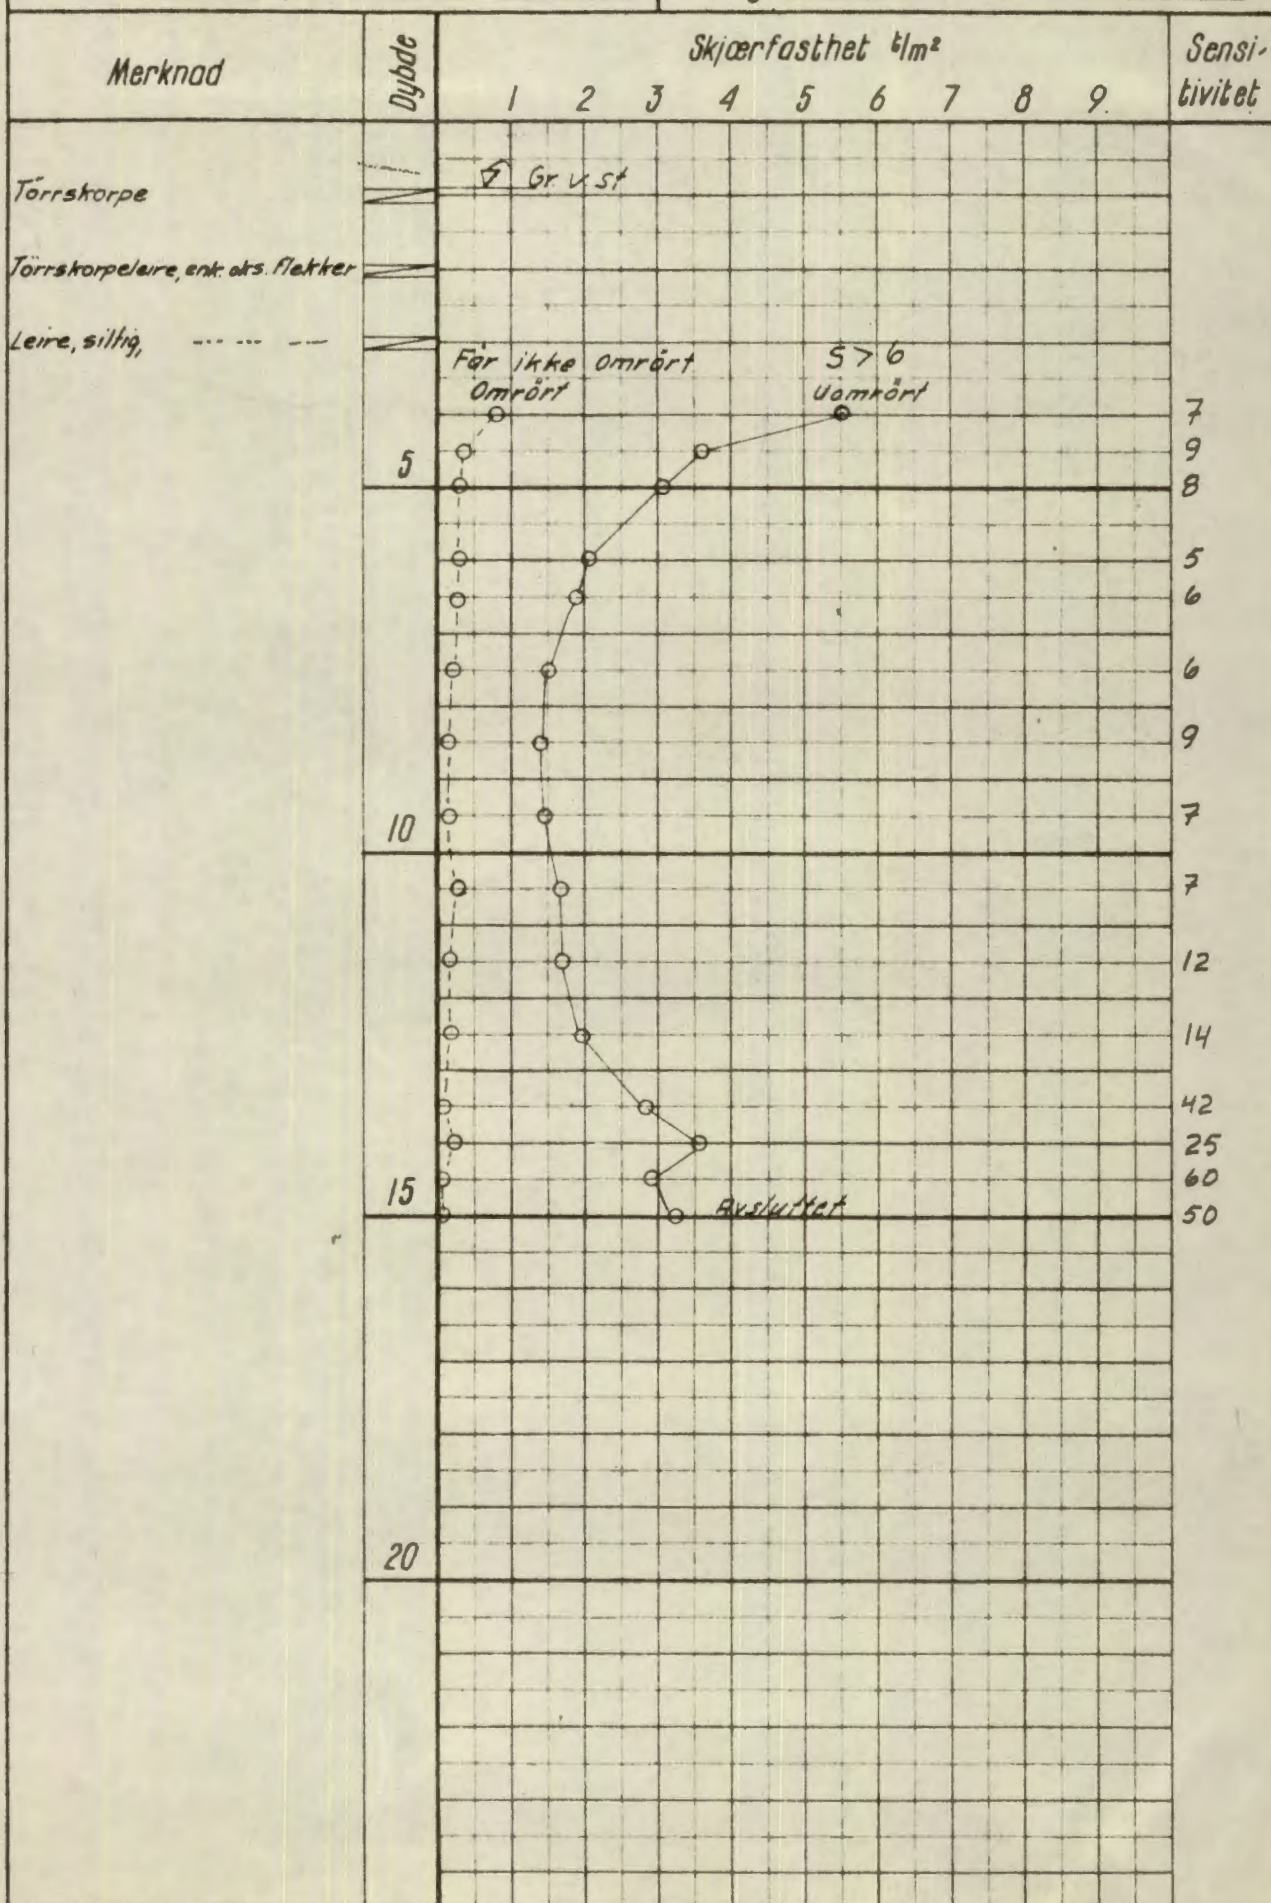 Merknad
Dybde
Skjærfasthet t/m²
Sensi-
tivitet
1 2 3 4 5 6 7 8 9.
Gr. v. st
Törrskorpe
Törrskorpeleire, enk. oks. flekker
Leire, siltig, --- --- ---
Får ikke omrört S > 6
Omrört Uomrört
7
9
5
8
5
6
6
9
7
10
7
12
14
42
25
60
15
Avsluttet
50
20